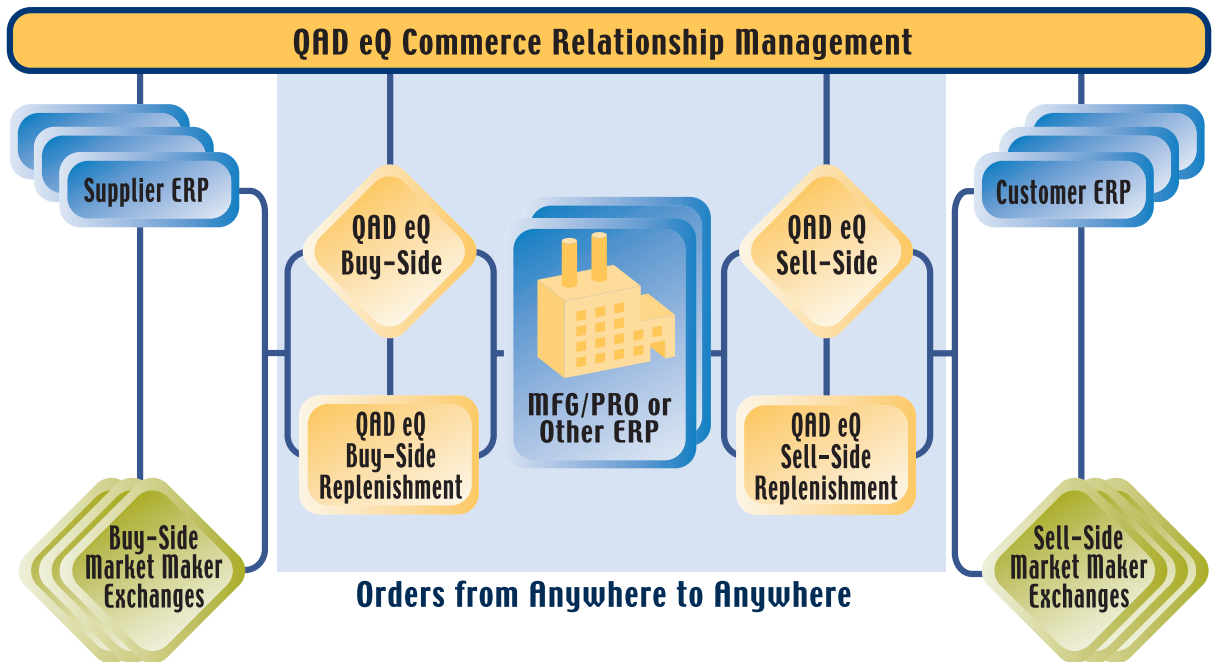 QAD eQ Commerce Relationship Management
Supplier ERP
QAD eQ
Buy-Side
QAD eQ
Sell-Side
Customer ERP
MFG/PRO or
Other ERP
QAD eQ
Buy-Side
Replenishment
QAD eQ
Sell-Side
Replenishment
Buy-Side
Market Maker
Exchanges
Sell-Side
Market Maker
Exchanges
Orders from Anywhere to Anywhere